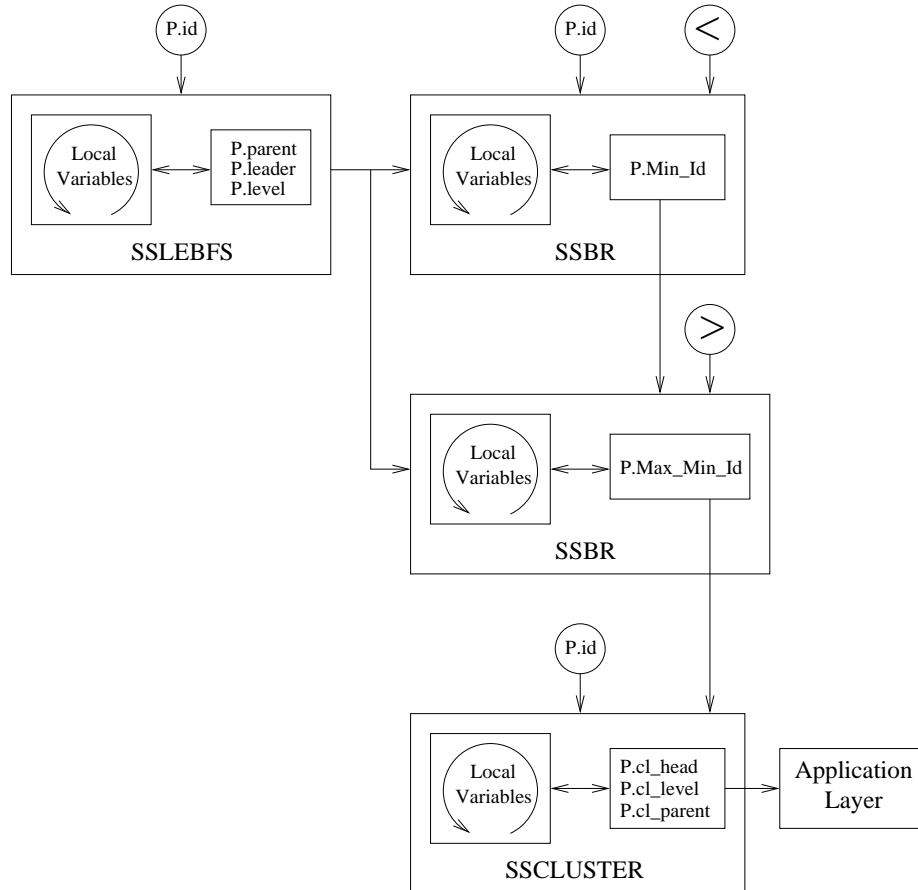 P.id
P.id
<
Local
Variables
P.parent
P.leader
P.level
SSLEBFS
Local
Variables
P.Min_Id
SSBR
>
Local
Variables
P.Max_Min_Id
SSBR
P.id
Local
Variables
P.cl_head
P.cl_level
P.cl_parent
SSCLUSTER
Application
Layer